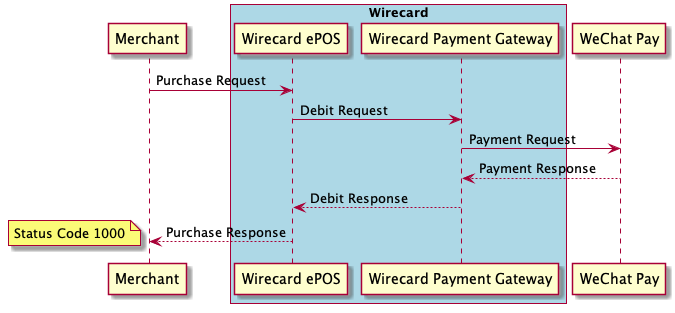 Wirecard
Merchant
Wirecard ePOS
Wirecard Payment Gateway
WeChat Pay
Purchase Request
Debit Request
Payment Request
Payment Response
Debit Response
Purchase Response
Status Code 1000
Merchant
Wirecard ePOS
Wirecard Payment Gateway
WeChat Pay